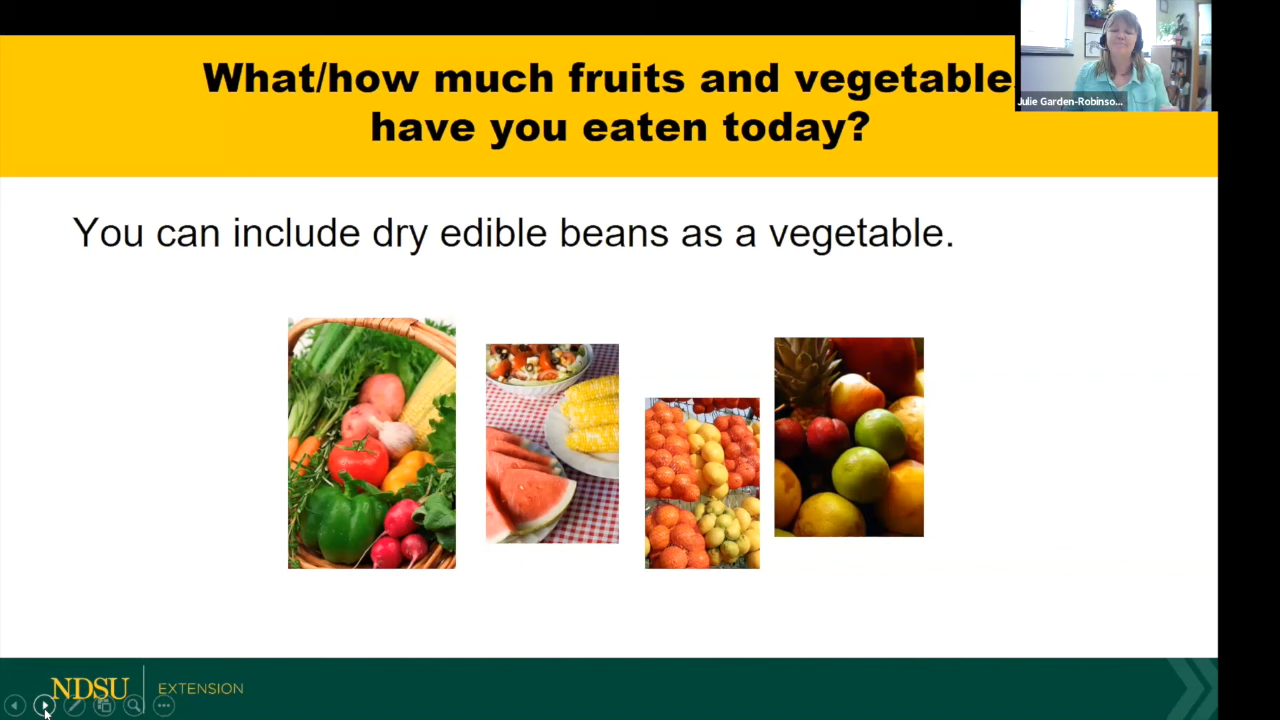 What/how much fruits and vegetable
have you eaten today?
Julie Garden-Robinso...
You can include dry edible beans as a vegetable.
NDSU EXTENSION